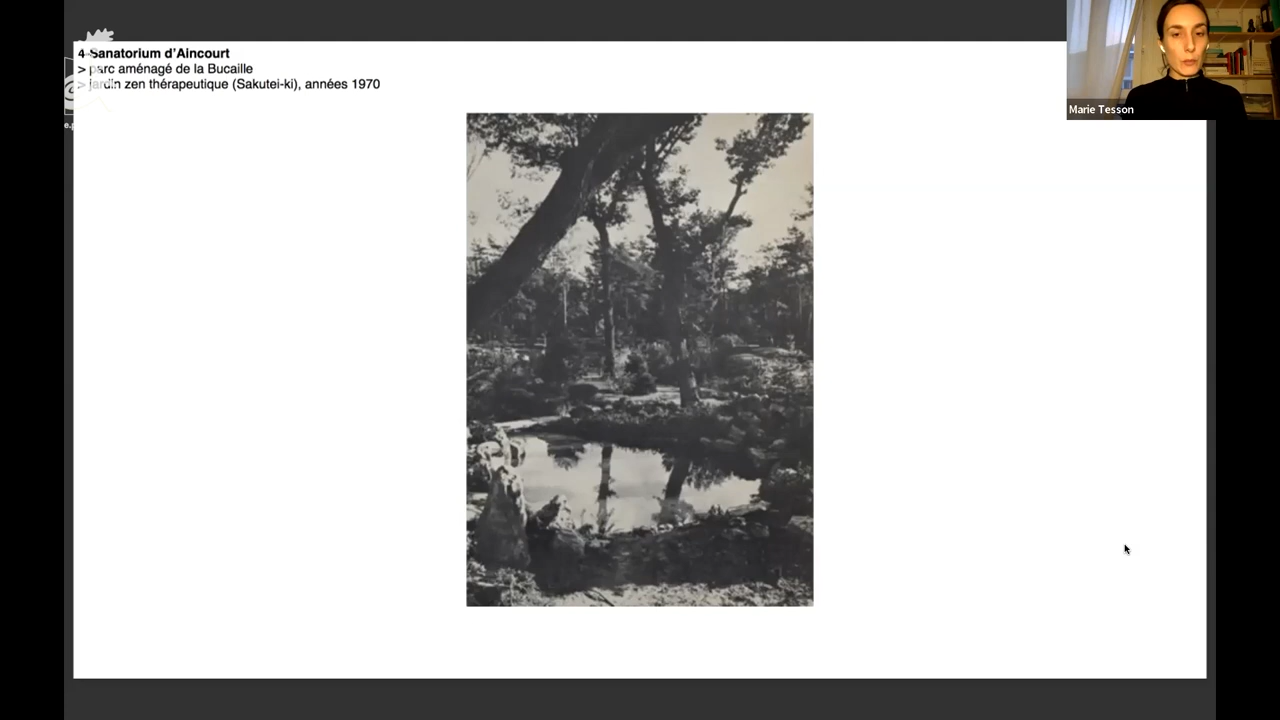 4 Sanatorium d'Aincourt
> parc aménagé de la Bucaille
> jardin zen thérapeutique (Sakutei-ki), années 1970
Marie Tesson